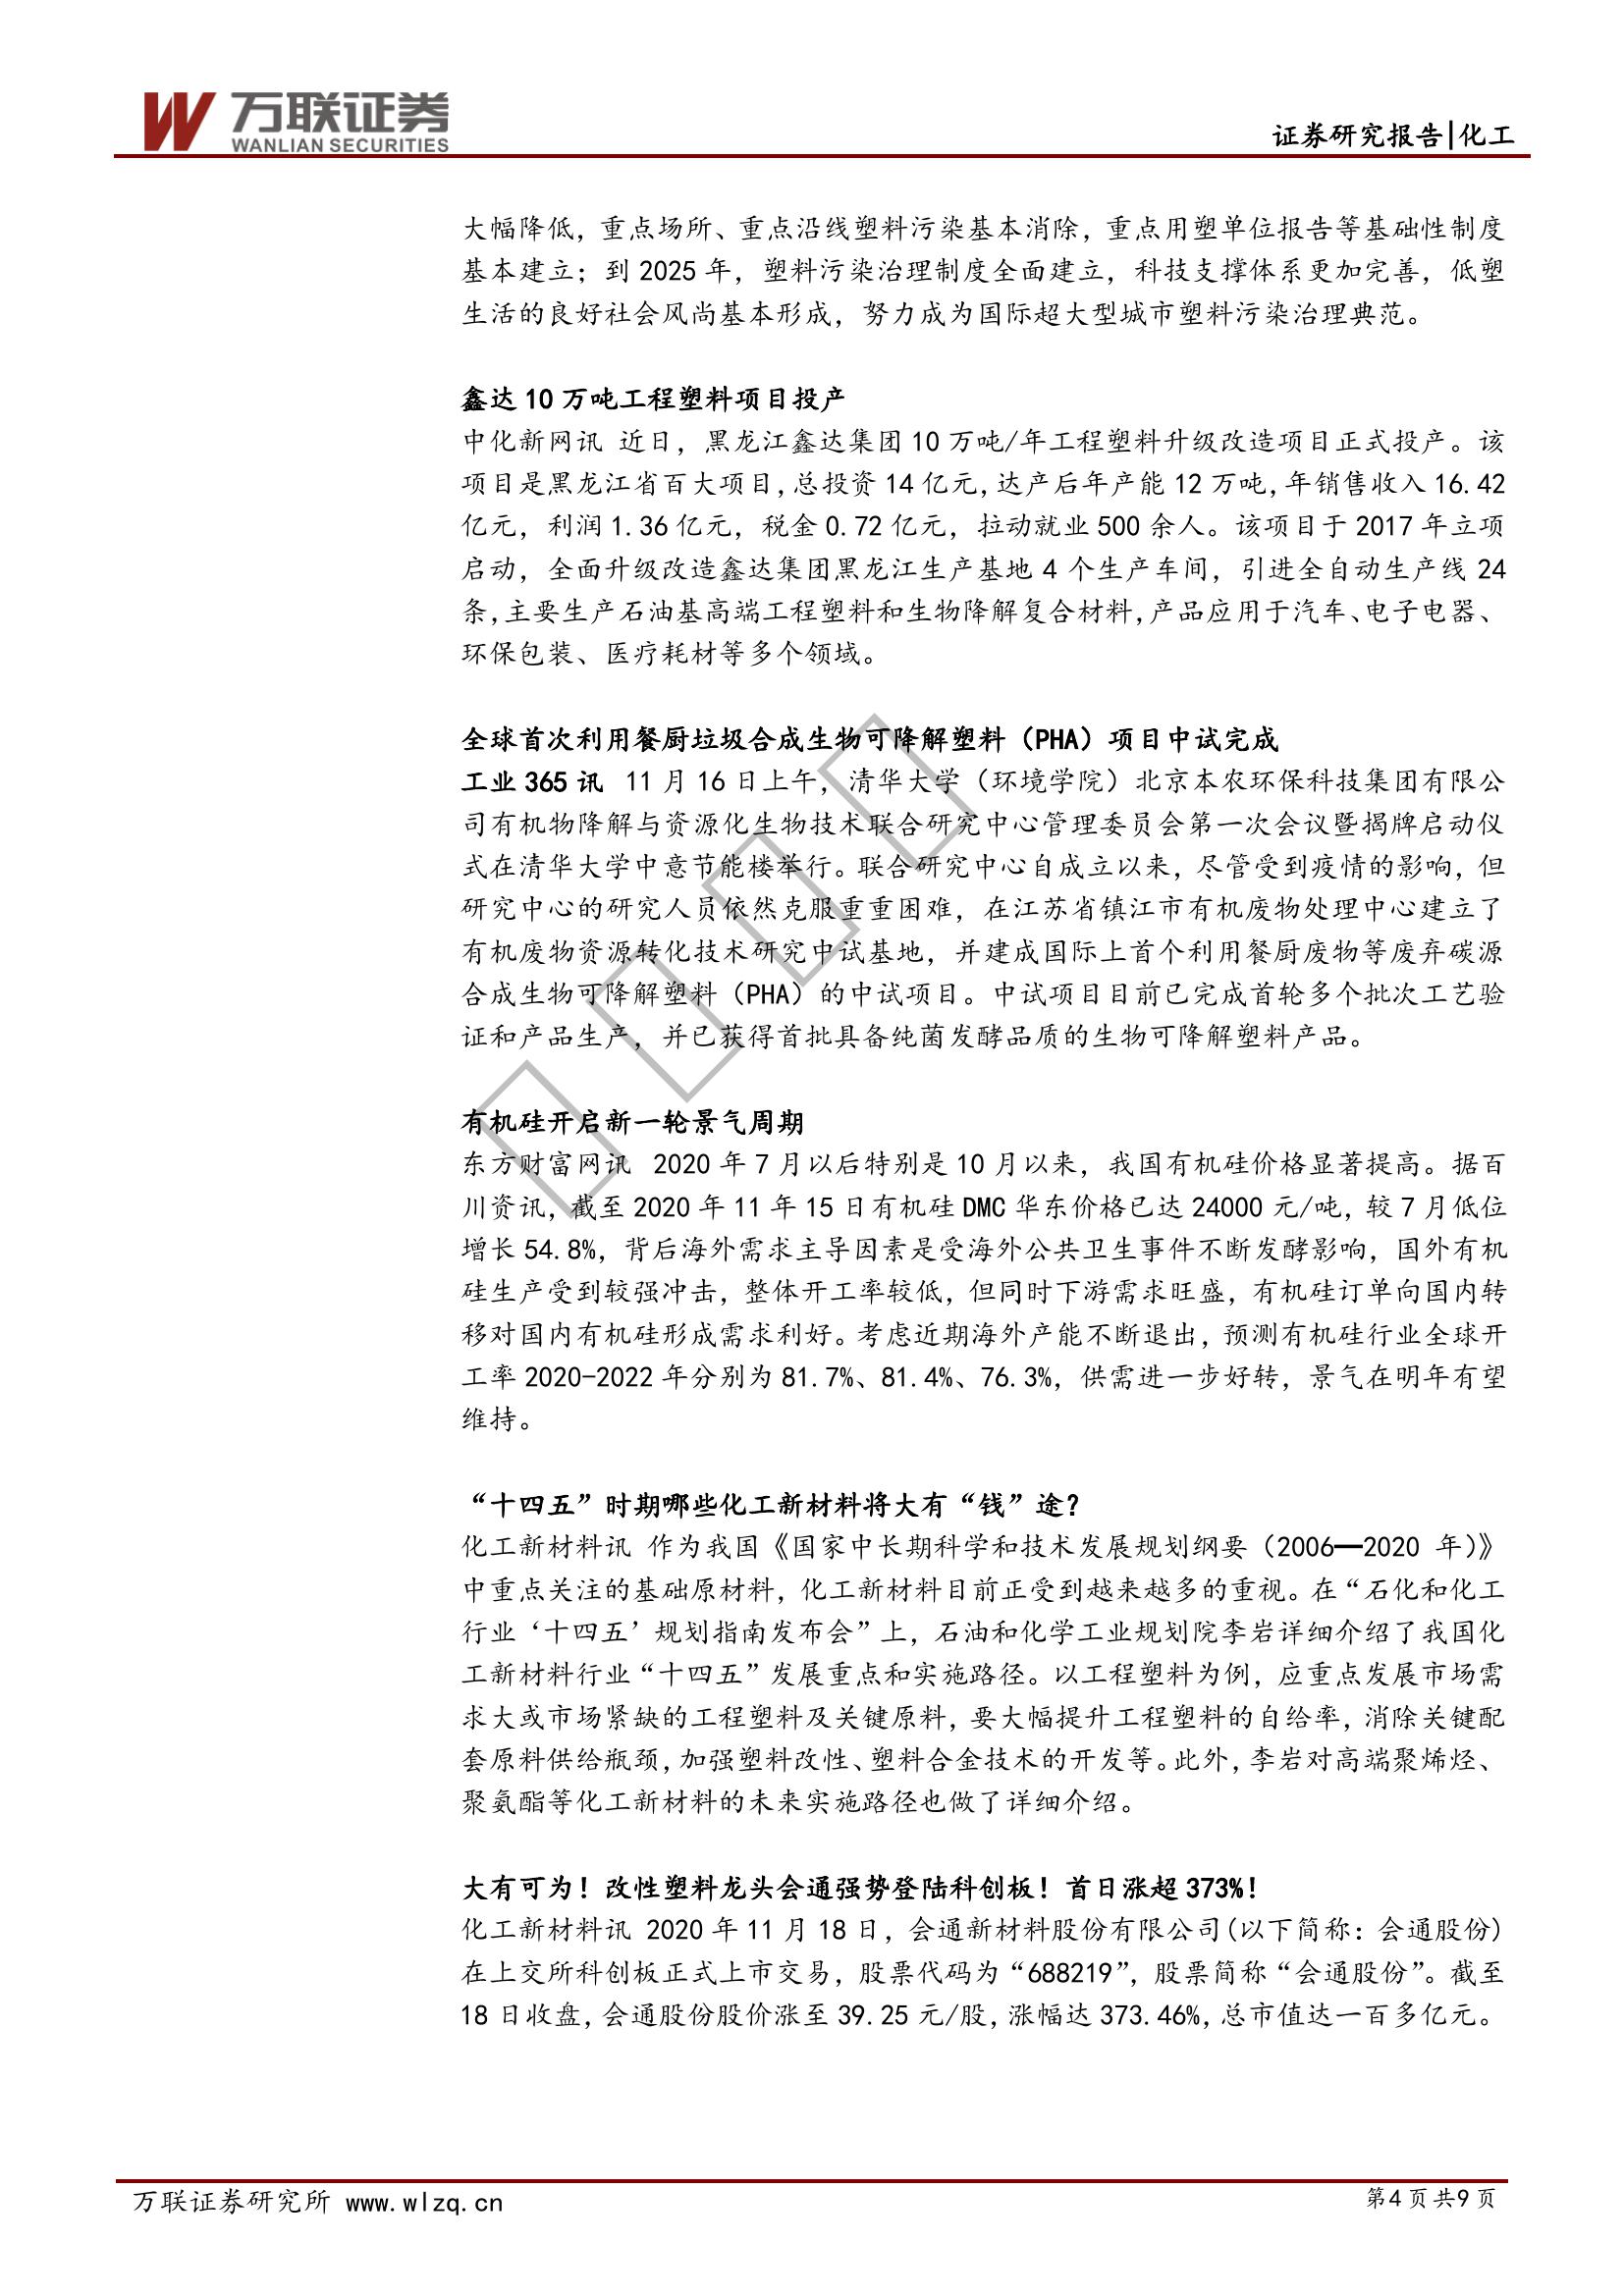 万联证券
WANLIAN SECURITIES
证券研究报告|化工
大幅降低，重点场所、重点沿线塑料污染基本消除，重点用塑单位报告等基础性制度
基本建立；到 2025 年，塑料污染治理制度全面建立，科技支撑体系更加完善，低塑
生活的良好社会风尚基本形成，努力成为国际超大型城市塑料污染治理典范。
鑫达 10 万吨工程塑料项目投产
中化新网讯 近日，黑龙江鑫达集团 10 万吨/年工程塑料升级改造项目正式投产。该
项目是黑龙江省百大项目，总投资 14 亿元，达产后年产能 12 万吨，年销售收入 16.42
亿元，利润 1.36 亿元，税金 0.72 亿元，拉动就业 500 余人。该项目于 2017 年立项
启动，全面升级改造鑫达集团黑龙江生产基地 4 个生产车间，引进全自动生产线 24
条，主要生产石油基高端工程塑料和生物降解复合材料，产品应用于汽车、电子电器、
环保包装、医疗耗材等多个领域。
全球首次利用餐厨垃圾合成生物可降解塑料（PHA）项目中试完成
工业 365 讯 11 月 16 日上午，清华大学（环境学院）北京本农环保科技集团有限公
司有机物降解与资源化生物技术联合研究中心管理委员会第一次会议暨揭牌启动仪
式在清华大学中意节能楼举行。联合研究中心自成立以来，尽管受到疫情的影响，但
研究中心的研究人员依然克服重重困难，在江苏省镇江市有机废物处理中心建立了
有机废物资源转化技术研究中试基地，并建成国际上首个利用餐厨废物等废弃碳源
合成生物可降解塑料（PHA）的中试项目。中试项目目前已完成首轮多个批次工艺验
证和产品生产，并已获得首批具备纯菌发酵品质的生物可降解塑料产品。
有机硅开启新一轮景气周期
东方财富网讯 2020 年 7 月以后特别是 10 月以来，我国有机硅价格显著提高。据百
川资讯，截至 2020 年 11 年 15 日有机硅 DMC 华东价格已达 24000 元/吨，较 7 月低位
增长 54.8%，背后海外需求主导因素是受海外公共卫生事件不断发酵影响，国外有机
硅生产受到较强冲击，整体开工率较低，但同时下游需求旺盛，有机硅订单向国内转
移对国内有机硅形成需求利好。考虑近期海外产能不断退出，预测有机硅行业全球开
工率 2020-2022 年分别为 81.7%、81.4%、76.3%，供需进一步好转，景气在明年有望
维持。
“十四五”时期哪些化工新材料将大有“钱”途？
化工新材料讯 作为我国《国家中长期科学和技术发展规划纲要（2006—2020 年）》
中重点关注的基础原材料，化工新材料目前正受到越来越多的重视。在“石化和化工
行业‘十四五’规划指南发布会”上，石油和化学工业规划院李岩详细介绍了我国化
工新材料行业“十四五”发展重点和实施路径。以工程塑料为例，应重点发展市场需
求大或市场紧缺的工程塑料及关键原料，要大幅提升工程塑料的自给率，消除关键配
套原料供给瓶颈，加强塑料改性、塑料合金技术的开发等。此外，李岩对高端聚烯烃、
聚氨酯等化工新材料的未来实施路径也做了详细介绍。
大有可为！改性塑料龙头会通强势登陆科创板！首日涨超 373%！
化工新材料讯 2020 年 11 月 18 日，会通新材料股份有限公司(以下简称：会通股份)
在上交所科创板正式上市交易，股票代码为“688219”，股票简称“会通股份”。截至
18 日收盘，会通股份股价涨至 39.25 元/股，涨幅达 373.46%，总市值达一百多亿元。
万联证券研究所 www.wlzq.cn
第 4 页 共 9 页